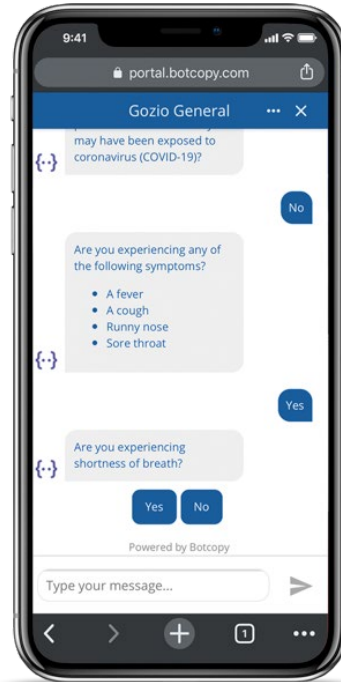 9:41
portal.botcopy.com
Gozio General
may have been exposed to
coronavirus (COVID-19)?
No
Are you experiencing any of
the following symptoms?
• A fever
• A cough
• Runny nose
• Sore throat
Yes
Are you experiencing
shortness of breath?
Yes No
Powered by Botcopy
Type your message...
1